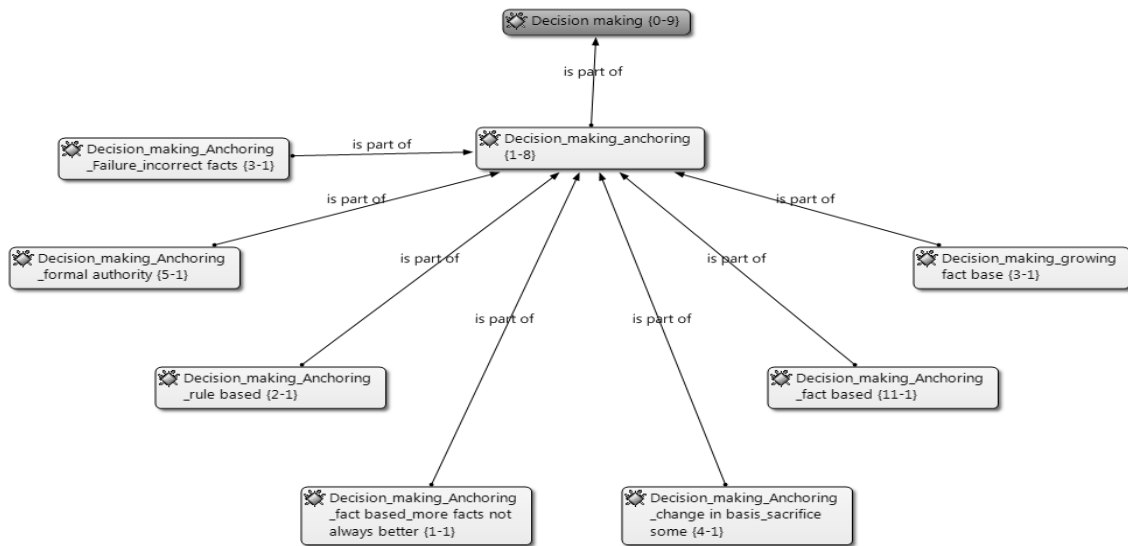 Decision making {0-9}
is part of
Decision_making_anchoring
{1-8}
Decision_making_Anchoring
_Failure_incorrect facts {3-1}
is part of
is part of
is part of
Decision_making_Anchoring
_formal authority {5-1}
Decision_making_growing
fact base {3-1}
is part of
is part of
is part of
is part of
Decision_making_Anchoring
_rule based {2-1}
Decision_making_Anchoring
_fact based {11-1}
Decision_making_Anchoring
_fact based_more facts not
always better {1-1}
Decision_making_Anchoring
_change in basis_sacrifice
some {4-1}